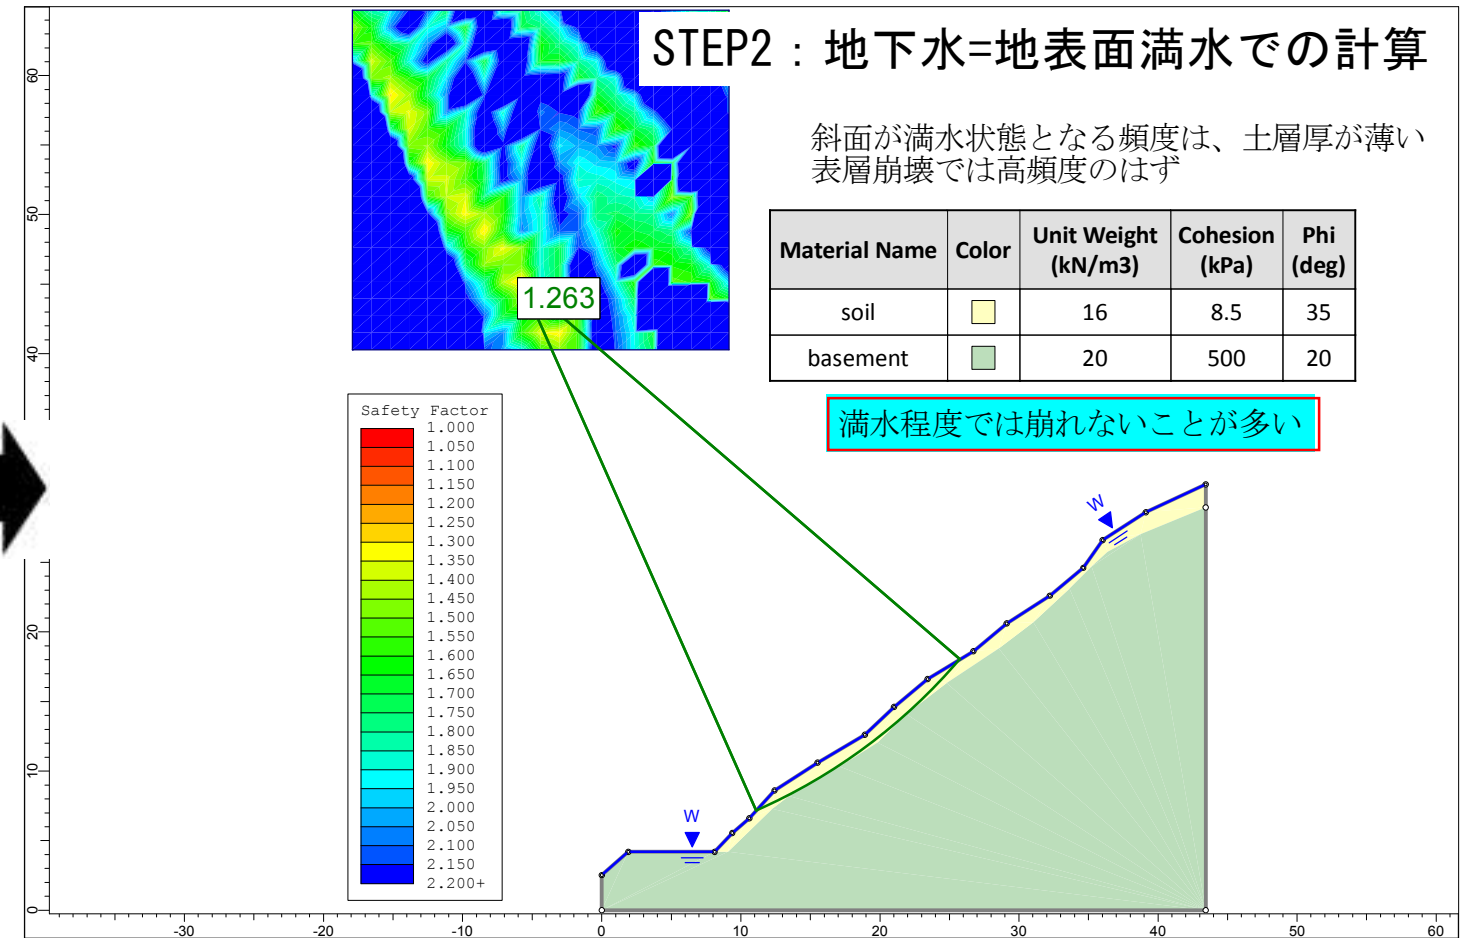 STEP2：地下水=地表面満水での計算
斜面が満水状態となる頻度は、土層厚が薄い
表層崩壊では高頻度のはず
Material Name Color Unit Weight (kN/m3) Cohesion (kPa) Phi (deg)
soil 16 8.5 35
basement 20 500 20
満水程度では崩れないことが多い
1.263
Safety Factor
1.000
1.050
1.100
1.150
1.200
1.250
1.300
1.350
1.400
1.450
1.500
1.550
1.600
1.650
1.700
1.750
1.800
1.850
1.900
1.950
2.000
2.050
2.100
2.150
2.200+
W
W
60
50
40
20
10
0
-30 -20 -10 0 10 20 30 40 50 60